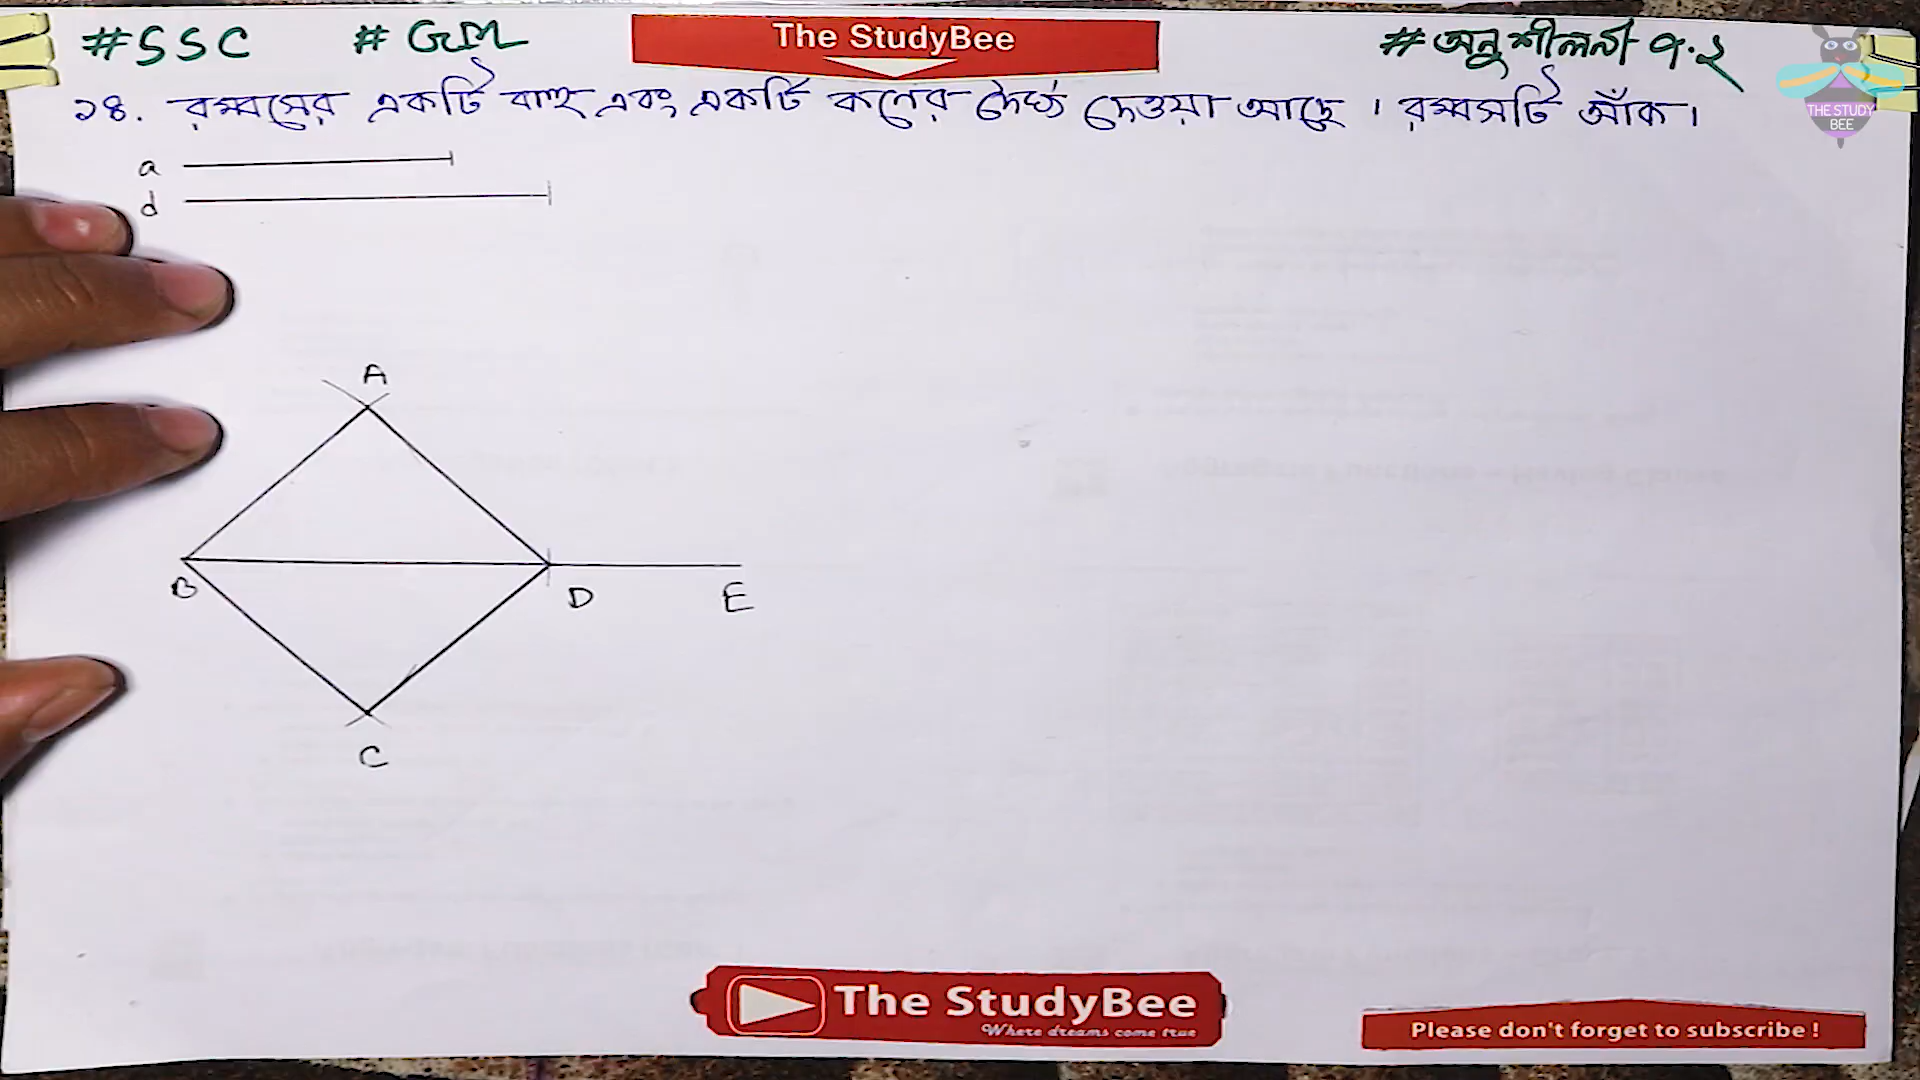 #SSC #GM The StudyBee #অনুশীলনী ৭.২
১৪. রম্বসের একটি বাহু এবং একটি কর্ণের দৈর্ঘ্য দেওয়া আছে । রম্বসটি আঁক।
THE STUDY
BEE
a
d
A
B
D
E
C
The StudyBee
Where dreams come true
Please don't forget to subscribe !